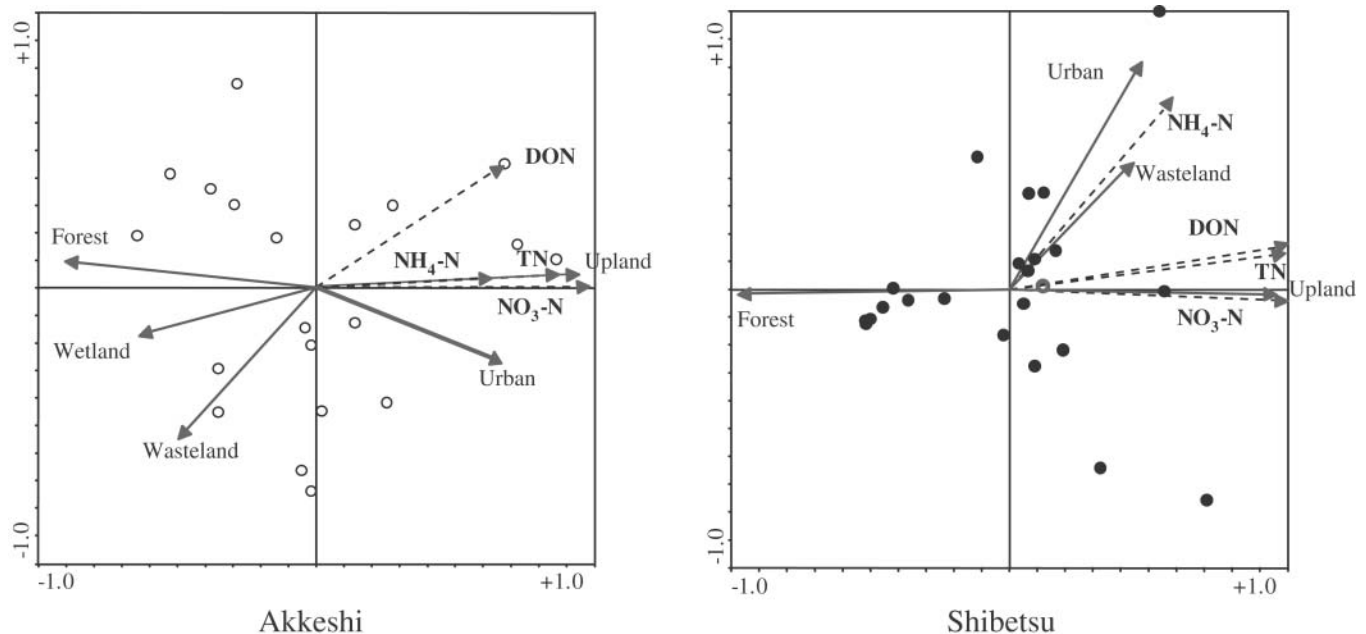 +1.0
DON
Forest
NH4-N
TN
Upland
NO3-N
Wetland
Urban
Wasteland
-1.0
-1.0
+1.0
Akkeshi
+1.0
Urban
NH4-N
Wasteland
DON
TN
Upland
Forest
NO3-N
-1.0
-1.0
+1.0
Shibetsu